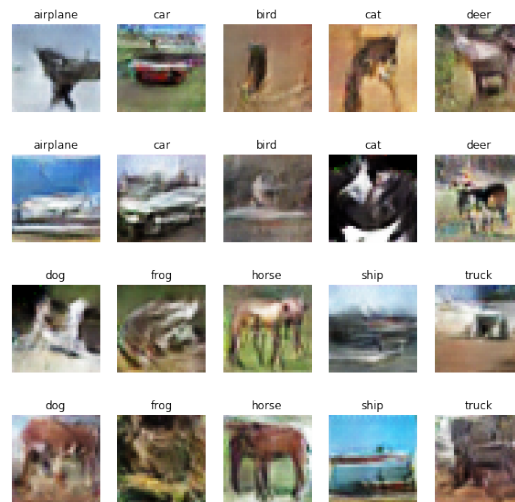 airplane car bird cat deer
airplane car bird cat deer
dog frog horse ship truck
dog frog horse ship truck